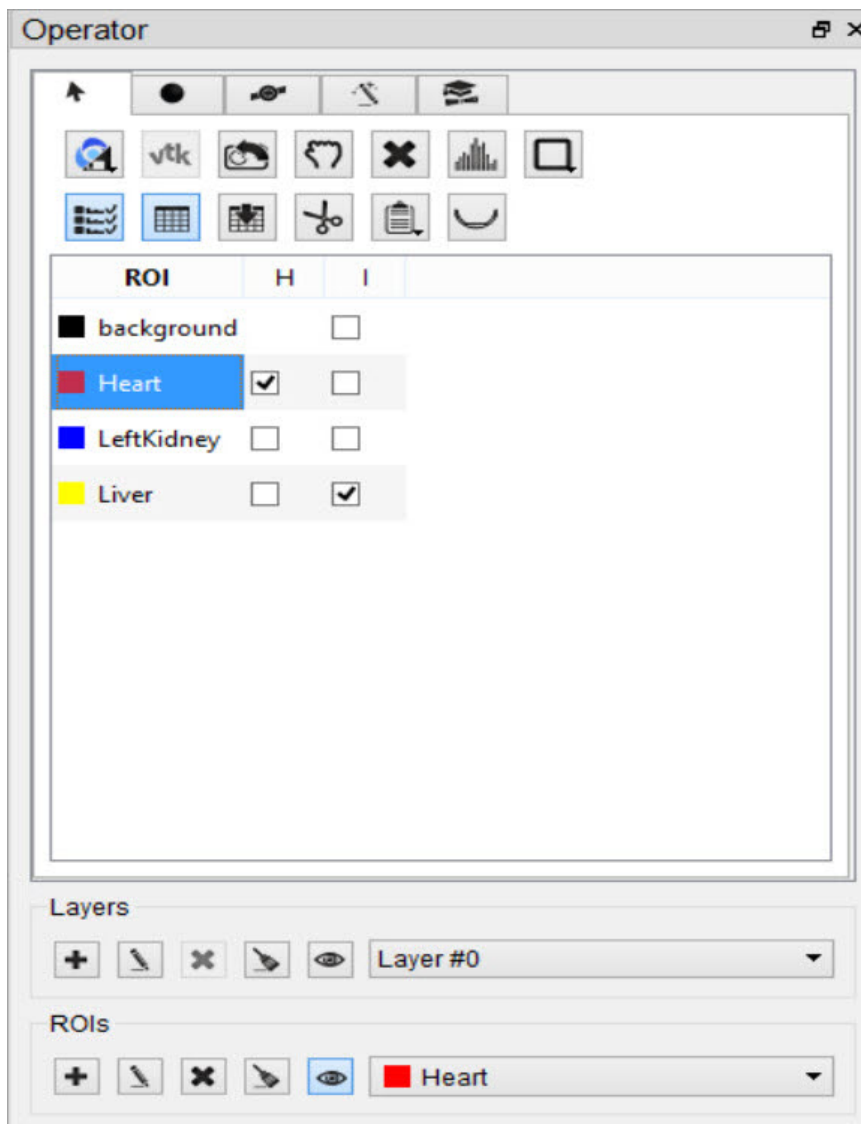 Operator
vtk
ROI H I
background
Heart
LeftKidney
Liver
Layers
Layer #0
ROIs
Heart